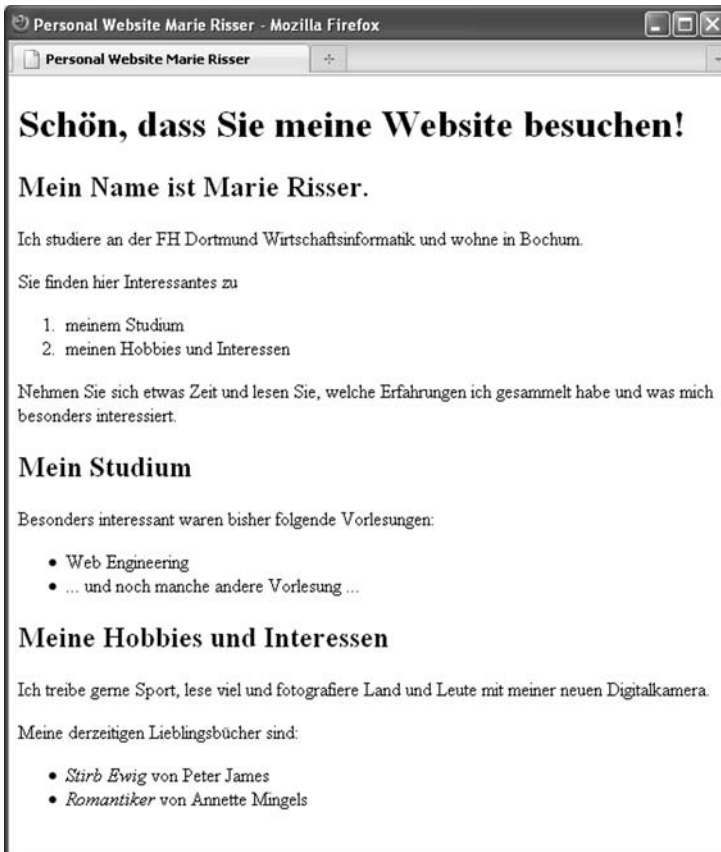 Personal Website Marie Risser - Mozilla Firefox
Personal Website Marie Risser
Schön, dass Sie meine Website besuchen!
Mein Name ist Marie Risser.
Ich studiere an der FH Dortmund Wirtschaftsinformatik und wohne in Bochum.
Sie finden hier Interessantes zu
1. meinem Studium
2. meinen Hobbies und Interessen
Nehmen Sie sich etwas Zeit und lesen Sie, welche Erfahrungen ich gesammelt habe und was mich
besonders interessiert.
Mein Studium
Besonders interessant waren bisher folgende Vorlesungen:
• Web Engineering
• ... und noch manche andere Vorlesung ...
Meine Hobbies und Interessen
Ich treibe gerne Sport, lese viel und fotografiere Land und Leute mit meiner neuen Digitalkamera.
Meine derzeitigen Lieblingsbücher sind:
• Stirb Ewig von Peter James
• Romantiker von Annette Mingels